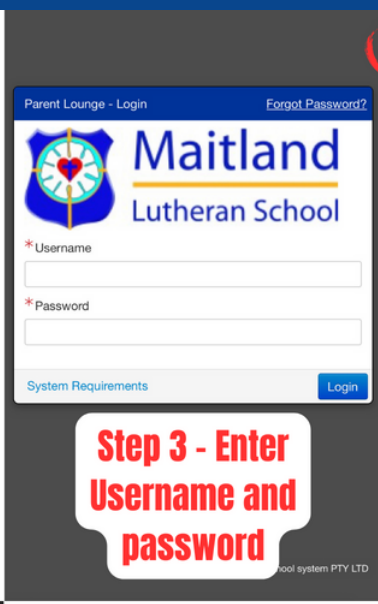 Parent Lounge - Login Forgot Password?
Maitland
Lutheran School
*Username
*Password
System Requirements Login
Step 3 - Enter
Username and
password
system PTY LTD